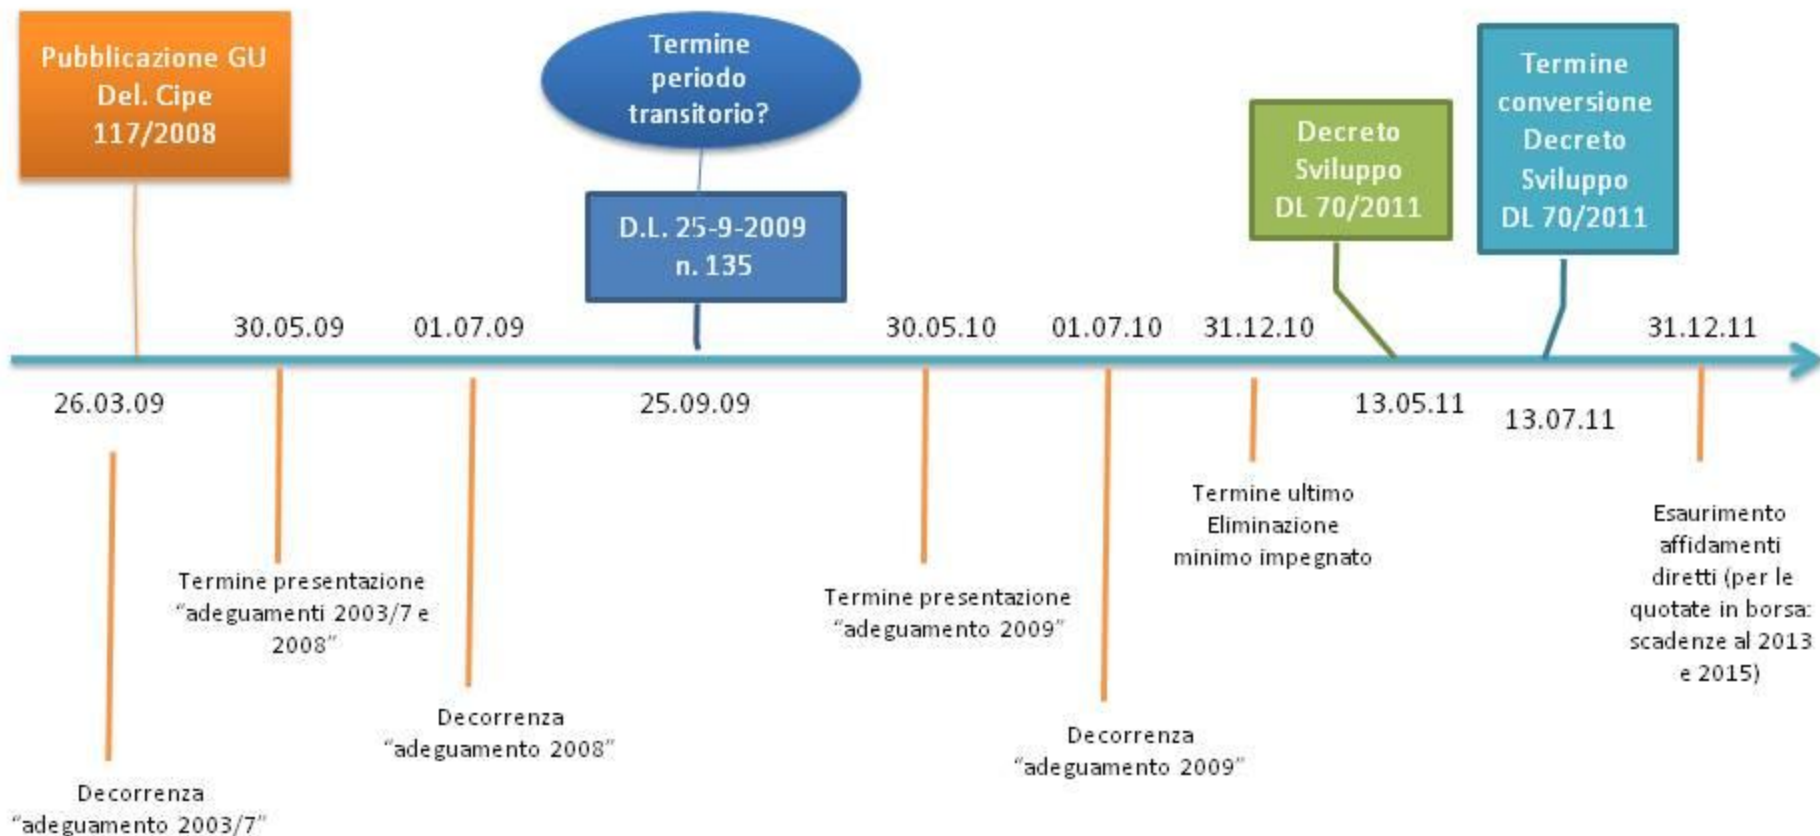 Pubblicazione GU
Del. Cipe
117/2008
Termine
periodo
transitorio?
D.L. 25-9-2009
n. 135
Decreto
Sviluppo
DL 70/2011
Termine
conversione
Decreto
Sviluppo
DL 70/2011
30.05.09
01.07.09
30.05.10
01.07.10
31.12.10
31.12.11
26.03.09
25.09.09
13.05.11
13.07.11
Decorrenza
“adeguamento 2003/7”
Termine presentazione
“adeguamenti 2003/7 e
2008”
Decorrenza
“adeguamento 2008”
Termine presentazione
“adeguamento 2009”
Decorrenza
“adeguamento 2009”
Termine ultimo
Eliminazione
minimo impegnato
Esaurimento
affidamenti
diretti (per le
quotate in borsa:
scadenze al 2013
e 2015)